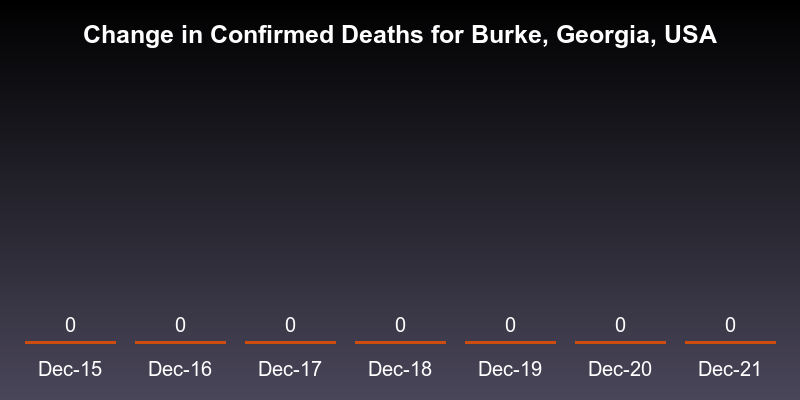 Change in Confirmed Deaths for Burke, Georgia, USA
0 0 0 0 0 0 0
Dec-15 Dec-16 Dec-17 Dec-18 Dec-19 Dec-20 Dec-21